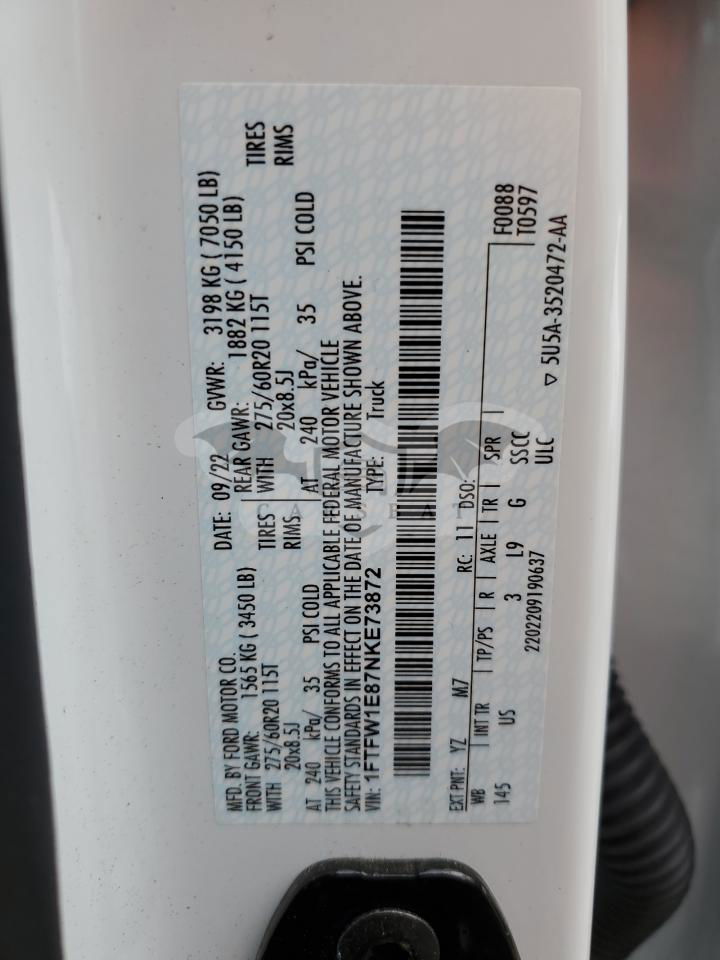 MFD. BY FORD MOTOR CO. DATE: 09/22 GVWR: 3198 KG ( 7050 LB)
FRONT GAWR: 1565 KG ( 3450 LB) REAR GAWR: 1882 KG ( 4150 LB)
WITH 275/60R20 115T TIRES WITH 275/60R20 115T TIRES
20x8.5J RIMS 20x8.5J RIMS
AT 240 kPa/ 35 PSI COLD AT 240 kPa/ 35 PSI COLD
THIS VEHICLE CONFORMS TO ALL APPLICABLE FEDERAL MOTOR VEHICLE
SAFETY STANDARDS IN EFFECT ON THE DATE OF MANUFACTURE SHOWN ABOVE.
VIN: 1FTFW1E87NKE73872 TYPE: Truck
EXT PNT: YZ M7 RC: 11 DSO: F0088
WB INT TR TP/PS R AXLE TR SPR T0597
145 US 3 L9 G SSCC
2202209190637 ULC
▽ 5U5A-3520472-AA